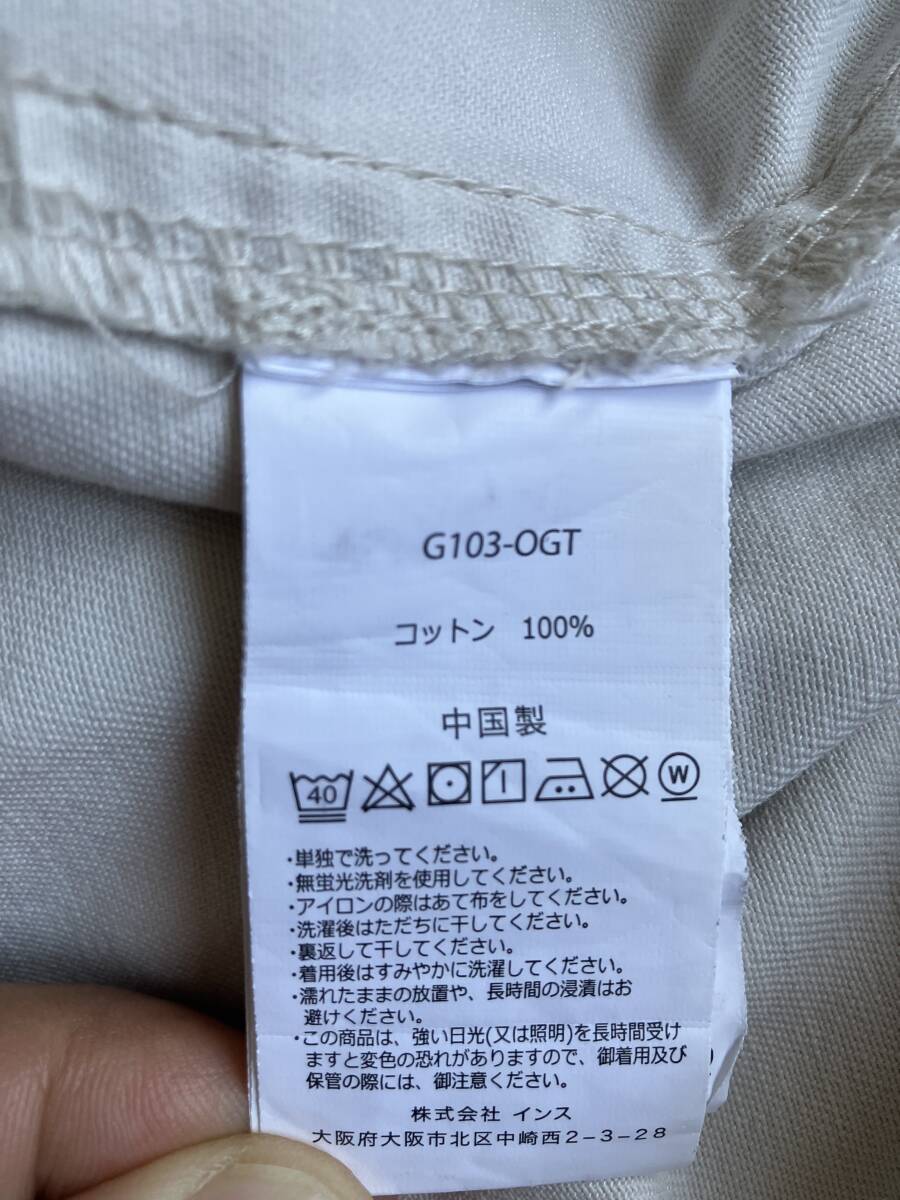 G103-OGT
コットン 100%
中国製
40 W
・単独で洗ってください。
・無蛍光洗剤を使用してください。
・アイロンの際はあて布をしてください。
・洗濯後はただちに干してください。
・裏返して干してください。
・着用後はすみやかに洗濯してください。
・濡れたままの放置や、長時間の浸漬はお
避けください。
・この商品は、強い日光(又は照明)を長時間受け
ますと変色の恐れがありますので、御着用及び
保管の際には、御注意ください。
株式会社 インス
大阪府大阪市北区中崎西2-3-28